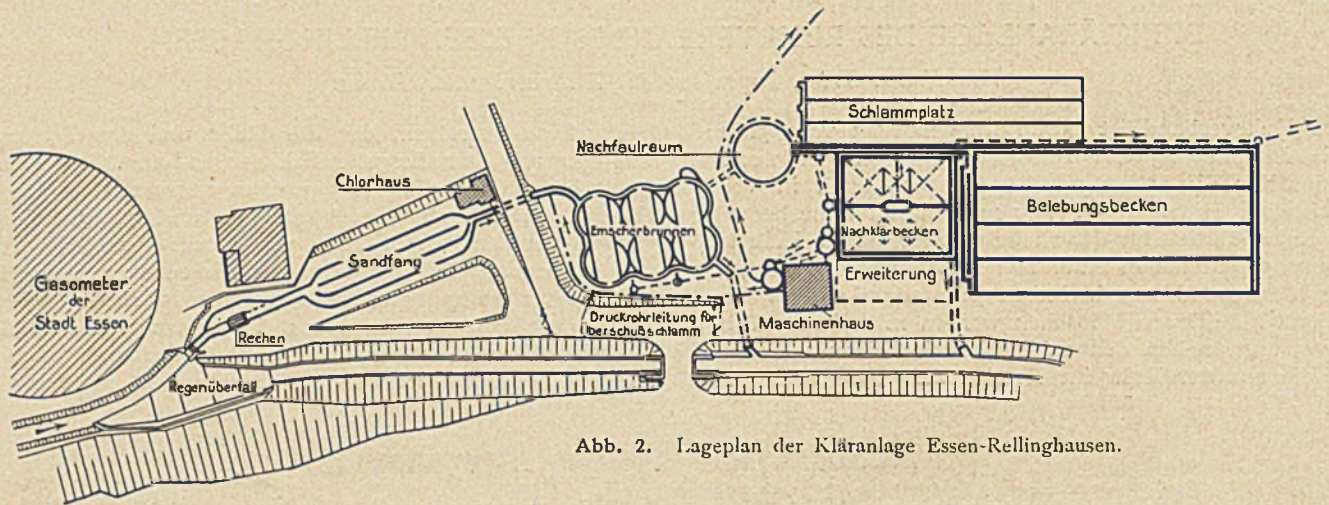 Schlammplatz
Nachfaulraum
Chlorhaus
Belebungsbecken
Emscherbrunnen
Nachklärbecken
Sandfang
Erweiterung
Gasometer
der
Stadt Essen
Druckrohrleitung für
berschußschlamm
Maschinenhaus
Rechen
Regenüberfall
Abb. 2. Lageplan der Kläranlage Essen-Rellinghausen.